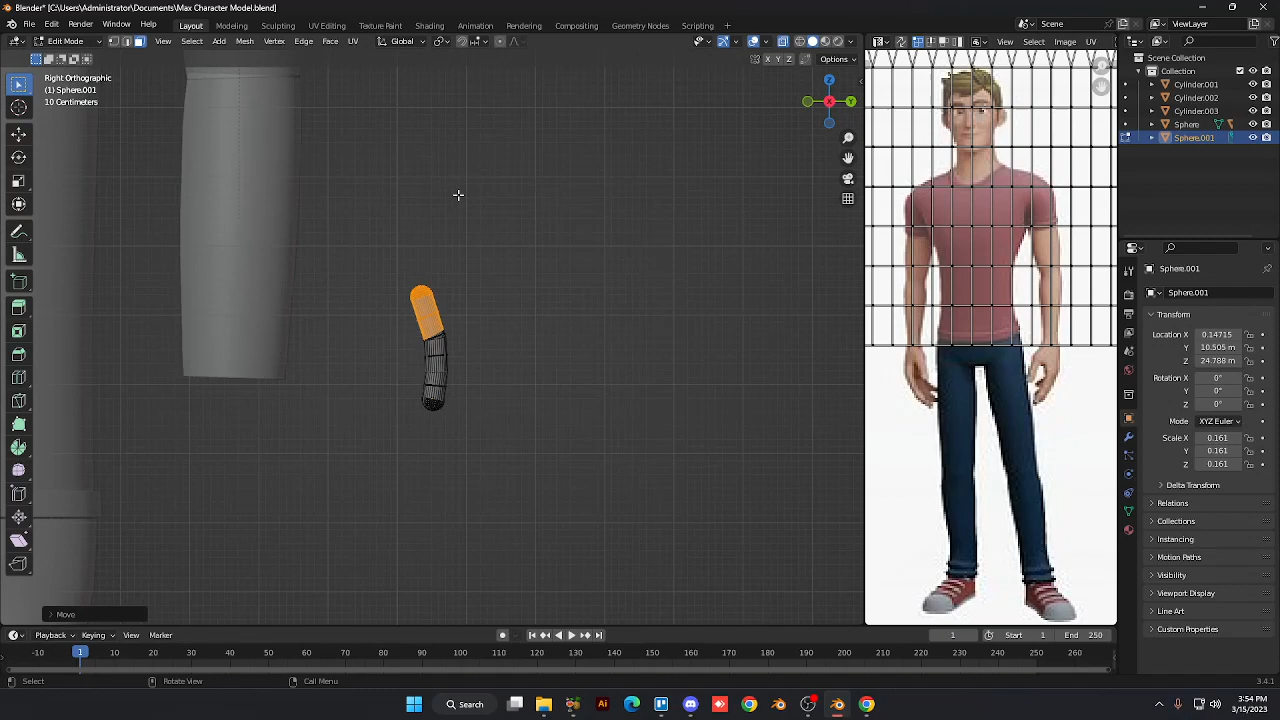 Blender* [C:\Users\Administrator\Documents\Max Character Model.blend]
File Edit Render Window Help Layout Modeling Sculpting UV Editing Texture Paint Shading Animation Rendering Compositing Geometry Nodes Scripting + Scene ViewLayer
Edit Mode View Select Add Mesh Vertex Edge Face UV Global View Select Image UV
X Y Z Options
Right Orthographic
(1) Sphere.001
10 Centimeters
Z
X
Y
Scene Collection
Collection
Cylinder.001
Cylinder.002
Cylinder.003
Sphere
Sphere.001
Sphere.001
Sphere.001
Transform
Location X 0.14715
Y 10.505 m
Z 24.788 m
Rotation X 0°
Y 0°
Z 0°
Mode XYZ Euler
Scale X 0.161
Y 0.161
Z 0.161
Delta Transform
Relations
Collections
Instancing
Motion Paths
Visibility
Viewport Display
Line Art
Custom Properties
Move
Playback Keying View Marker 1 Start 1 End 250
-10 1 10 20 30 40 50 60 70 80 90 100 110 120 130 140 150 160 170 180 190 200 210 220 230 240 250 260
Select Rotate View Call Menu 3.4.1
Search
3:54 PM
3/15/2023